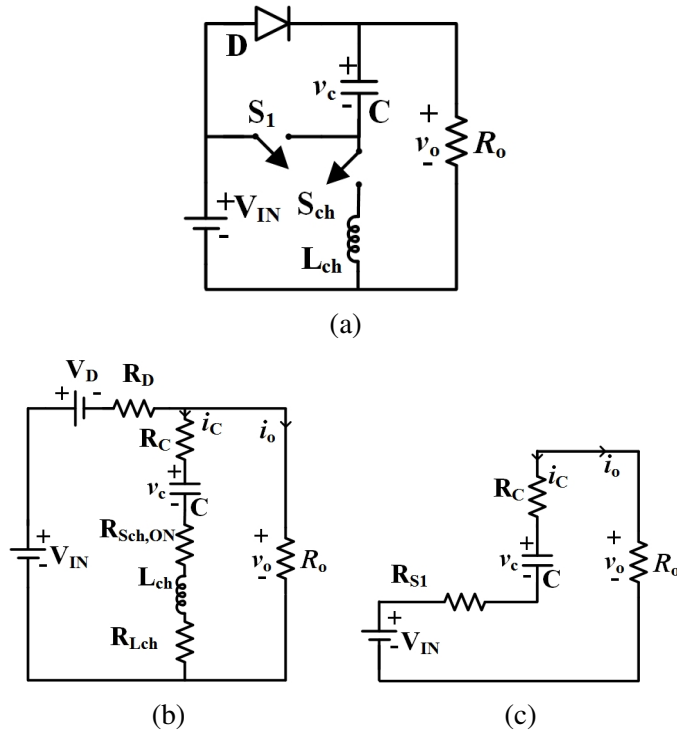 D
+
v_c
-
C
S_1
+
v_o
-
R_o
+
V_IN
-
S_ch
L_ch
(a)
V_D
+ -
R_D
i_C
i_o
R_C
+
v_c
-
C
R_Sch,ON
+
V_IN
-
L_ch
+
v_o
-
R_o
R_Lch
(b)
i_o
R_C
i_C
+
v_c
-
C
+
v_o
-
R_o
R_S1
+
V_IN
-
(c)